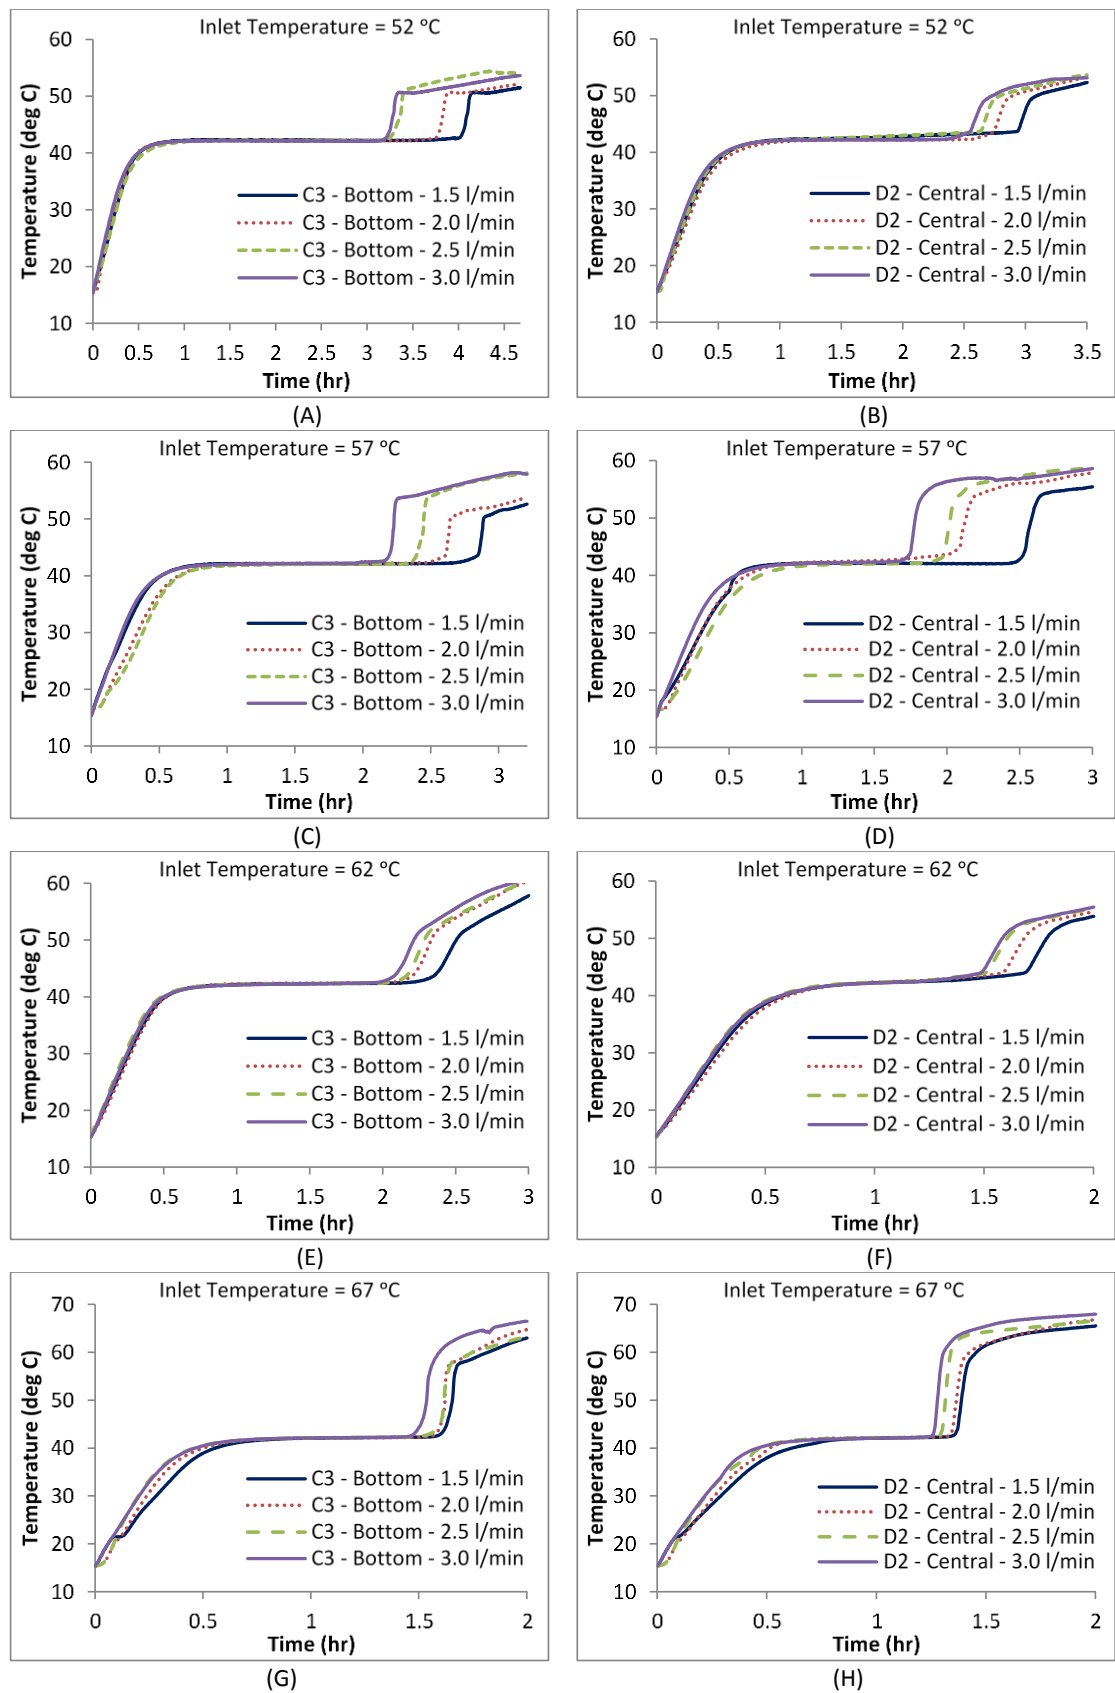 Inlet Temperature = 52 °C
60
50
40
30
20
10
Temperature (deg C)
C3 - Bottom - 1.5 l/min
C3 - Bottom - 2.0 l/min
C3 - Bottom - 2.5 l/min
C3 - Bottom - 3.0 l/min
0 0.5 1 1.5 2 2.5 3 3.5 4 4.5
Time (hr)
(A)
Inlet Temperature = 52 °C
60
50
40
30
20
10
Temperature (deg C)
D2 - Central - 1.5 l/min
D2 - Central - 2.0 l/min
D2 - Central - 2.5 l/min
D2 - Central - 3.0 l/min
0 0.5 1 1.5 2 2.5 3 3.5
Time (hr)
(B)
Inlet Temperature = 57 °C
60
50
40
30
20
10
Temperature (deg C)
C3 - Bottom - 1.5 l/min
C3 - Bottom - 2.0 l/min
C3 - Bottom - 2.5 l/min
C3 - Bottom - 3.0 l/min
0 0.5 1 1.5 2 2.5 3
Time (hr)
(C)
Inlet Temperature = 57 °C
60
50
40
30
20
10
Temperature (deg C)
D2 - Central - 1.5 l/min
D2 - Central - 2.0 l/min
D2 - Central - 2.5 l/min
D2 - Central - 3.0 l/min
0 0.5 1 1.5 2 2.5 3
Time (hr)
(D)
Inlet Temperature = 62 °C
60
50
40
30
20
10
Temperature (deg C)
C3 - Bottom - 1.5 l/min
C3 - Bottom - 2.0 l/min
C3 - Bottom - 2.5 l/min
C3 - Bottom - 3.0 l/min
0 0.5 1 1.5 2 2.5 3
Time (hr)
(E)
Inlet Temperature = 62 °C
60
50
40
30
20
10
Temperature (deg C)
D2 - Central - 1.5 l/min
D2 - Central - 2.0 l/min
D2 - Central - 2.5 l/min
D2 - Central - 3.0 l/min
0 0.5 1 1.5 2
Time (hr)
(F)
Inlet Temperature = 67 °C
70
60
50
40
30
20
10
Temperature (deg C)
C3 - Bottom - 1.5 l/min
C3 - Bottom - 2.0 l/min
C3 - Bottom - 2.5 l/min
C3 - Bottom - 3.0 l/min
0 0.5 1 1.5 2
Time (hr)
(G)
Inlet Temperature = 67 °C
70
60
50
40
30
20
10
Temperature (deg C)
D2 - Central - 1.5 l/min
D2 - Central - 2.0 l/min
D2 - Central - 2.5 l/min
D2 - Central - 3.0 l/min
0 0.5 1 1.5 2
Time (hr)
(H)